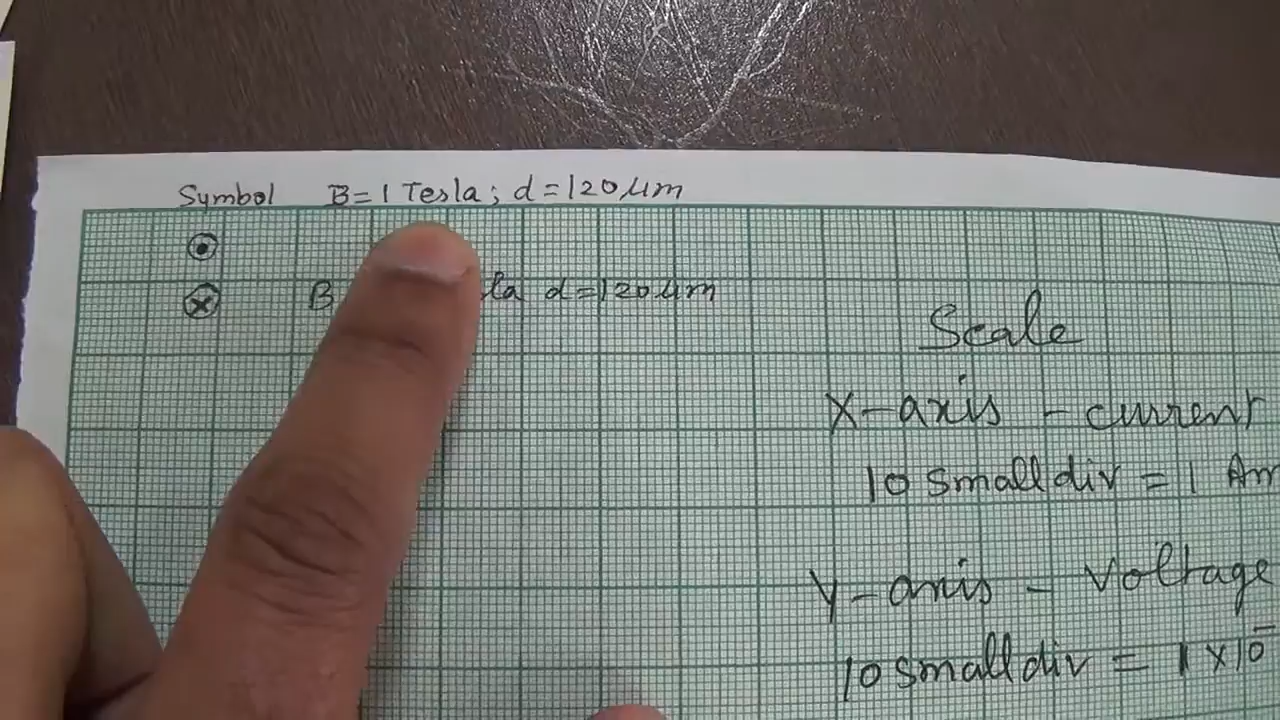 Symbol B=1 Tesla; d=120 μm
B la d=120 μm
Scale
X-axis - current
10 small div = 1 Am
Y-axis - Voltage
10 small div = 1 x 10⁻